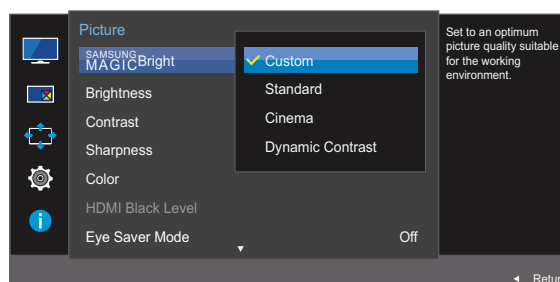 Picture
SAMSUNG
MAGICBright
Custom
Brightness
Standard
Contrast
Cinema
Sharpness
Dynamic Contrast
Color
HDMI Black Level
Eye Saver Mode
Off
Set to an optimum
picture quality suitable
for the working
environment.
Retur